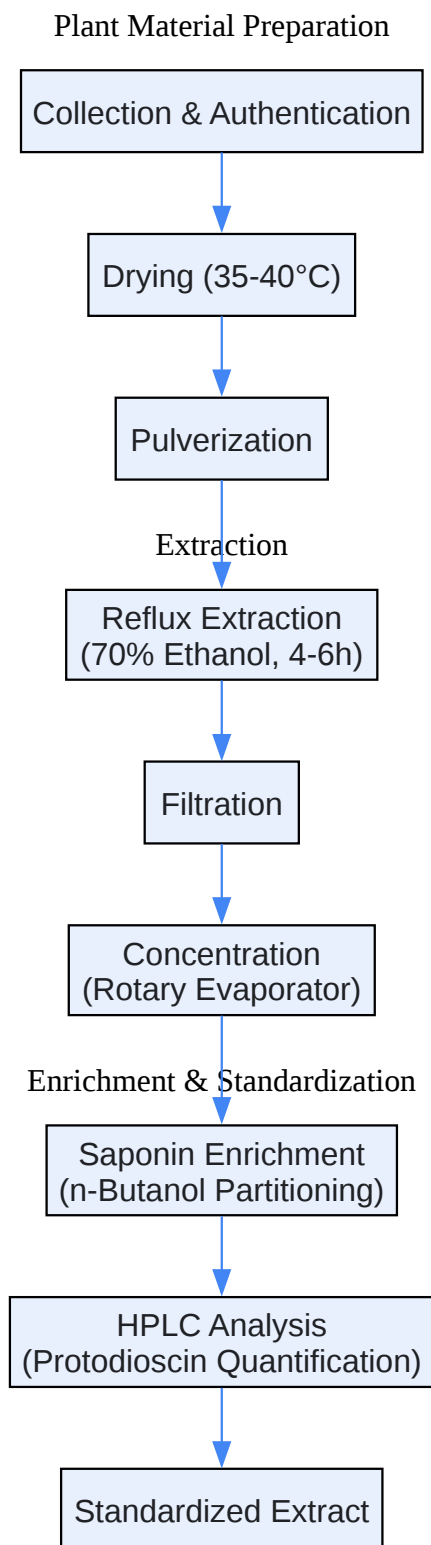 Plant Material Preparation
Collection & Authentication
Drying (35-40°C)
Pulverization
Extraction
Reflux Extraction
(70% Ethanol, 4-6h)
Filtration
Concentration
(Rotary Evaporator)
Enrichment & Standardization
Saponin Enrichment
(n-Butanol Partitioning)
HPLC Analysis
(Protodioscin Quantification)
Standardized Extract